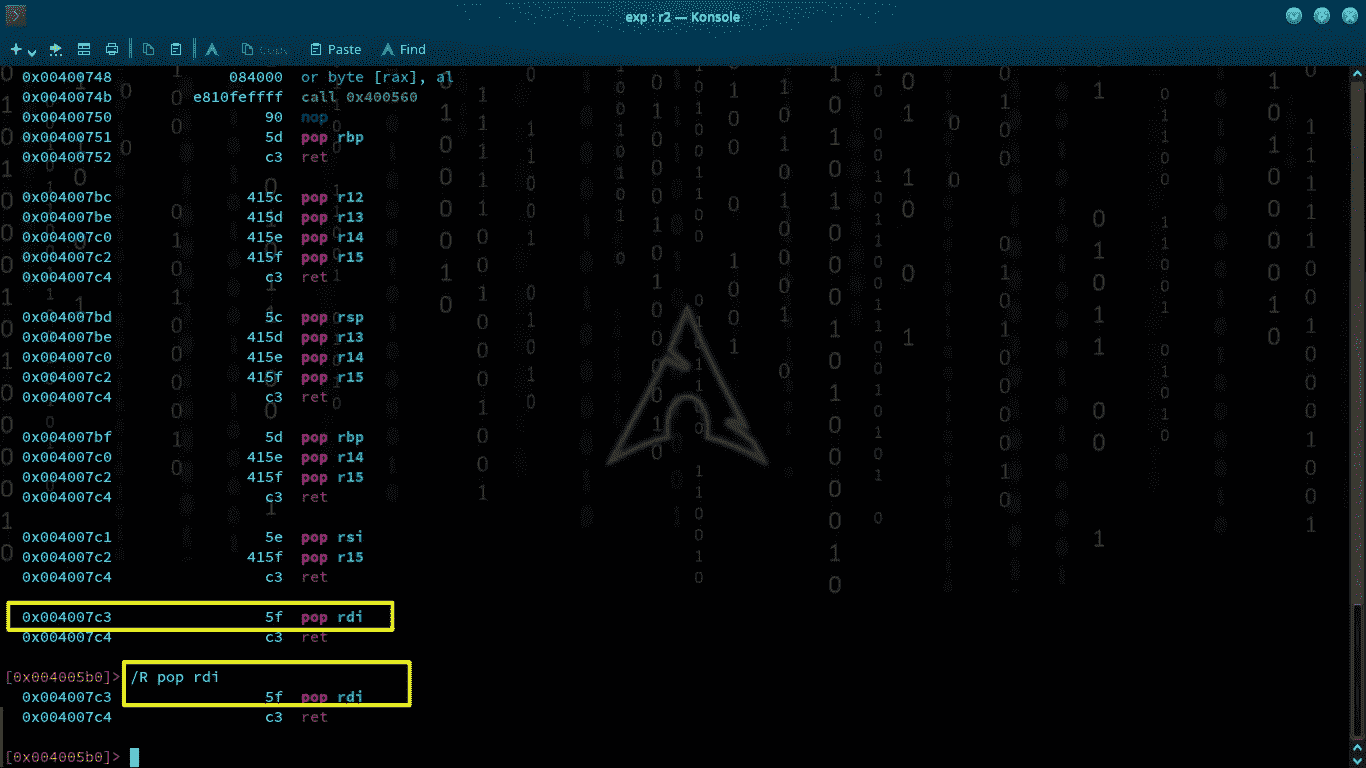 exp : r2 — Konsole
Copy Paste Find
0x00400748 084000 or byte [rax], al
0x0040074b e810feffff call 0x400560
0x00400750 90 nop
0x00400751 5d pop rbp
0x00400752 c3 ret
0x004007bc 415c pop r12
0x004007be 415d pop r13
0x004007c0 415e pop r14
0x004007c2 415f pop r15
0x004007c4 c3 ret
0x004007bd 5c pop rsp
0x004007be 415d pop r13
0x004007c0 415e pop r14
0x004007c2 415f pop r15
0x004007c4 c3 ret
0x004007bf 5d pop rbp
0x004007c0 415e pop r14
0x004007c2 415f pop r15
0x004007c4 c3 ret
0x004007c1 5e pop rsi
0x004007c2 415f pop r15
0x004007c4 c3 ret
0x004007c3 5f pop rdi
0x004007c4 c3 ret
[0x004005b0]> /R pop rdi
0x004007c3 5f pop rdi
0x004007c4 c3 ret
[0x004005b0]>